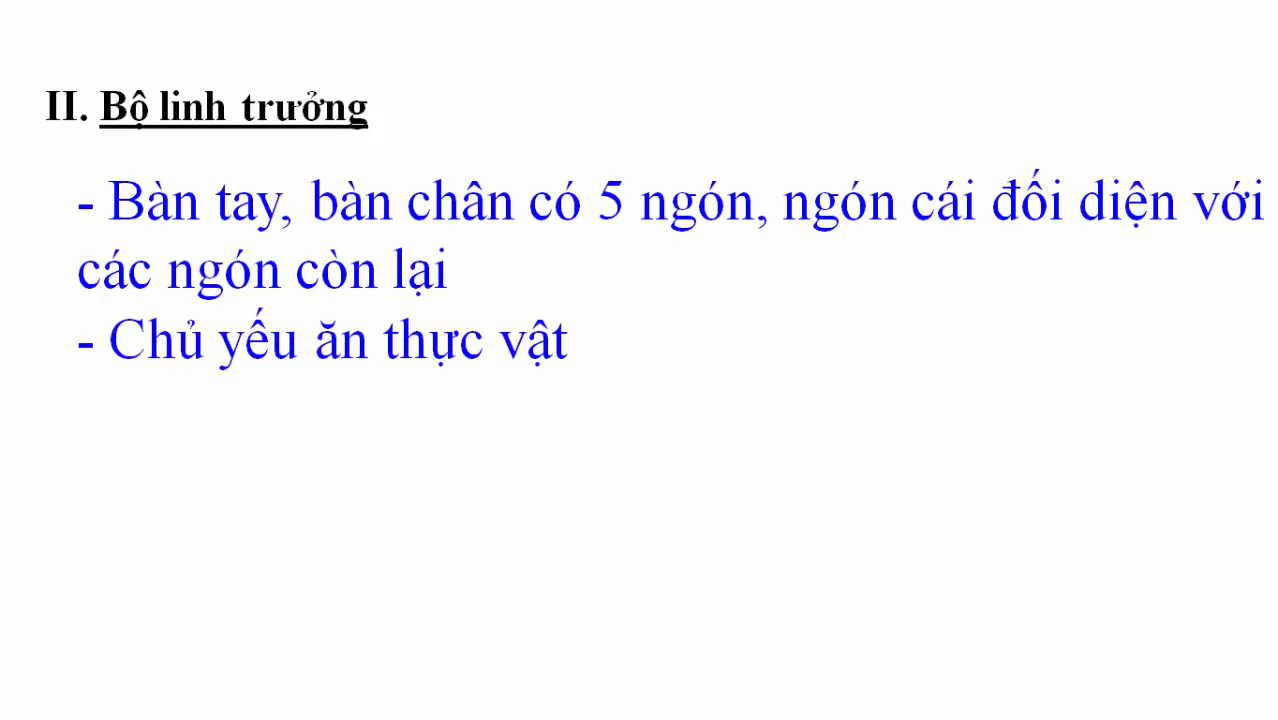 II. Bộ linh trưởng
- Bàn tay, bàn chân có 5 ngón, ngón cái đối diện với
các ngón còn lại
- Chủ yếu ăn thực vật